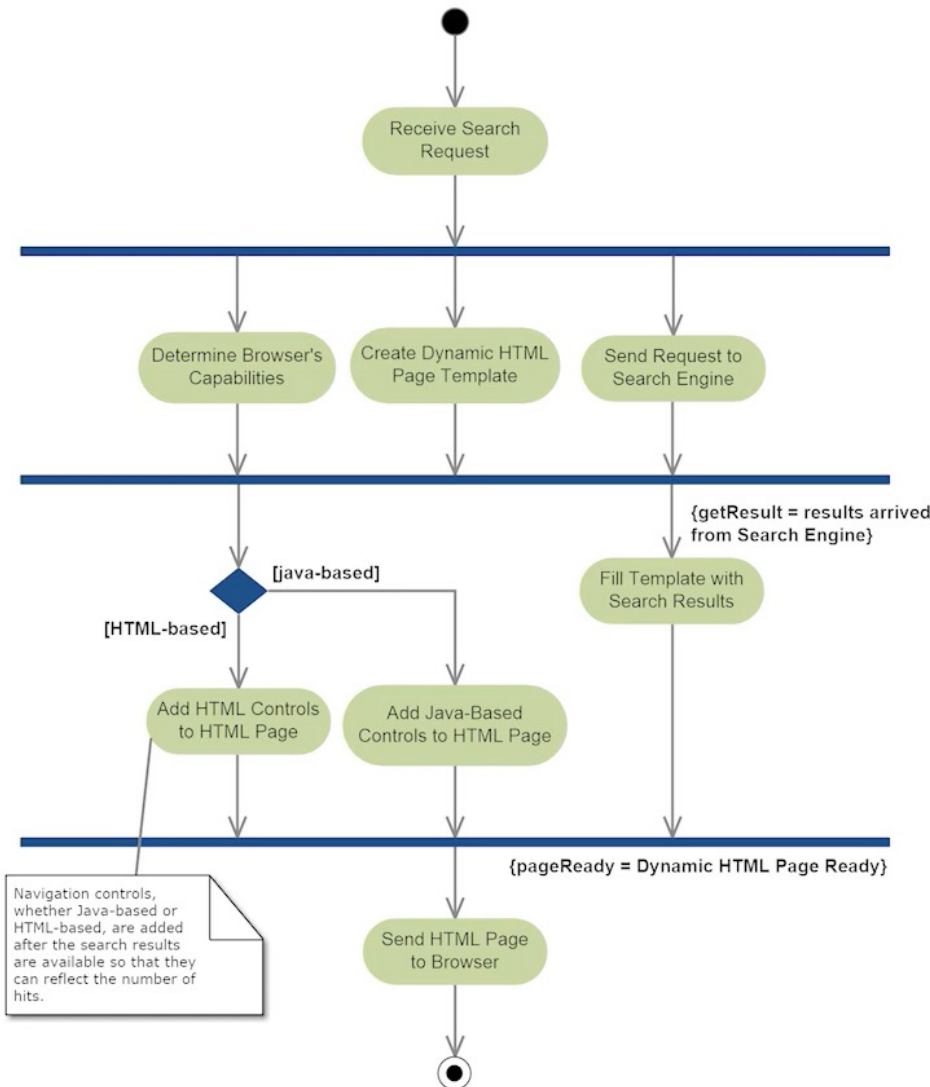 Receive Search
Request
Determine Browser's
Capabilities
Create Dynamic HTML
Page Template
Send Request to
Search Engine
{getResult = results arrived
from Search Engine}
[java-based]
Fill Template with
Search Results
[HTML-based]
Add HTML Controls
to HTML Page
Add Java-Based
Controls to HTML Page
{pageReady = Dynamic HTML Page Ready}
Navigation controls,
whether Java-based or
HTML-based, are added
after the search results
are available so that they
can reflect the number of
hits.
Send HTML Page
to Browser